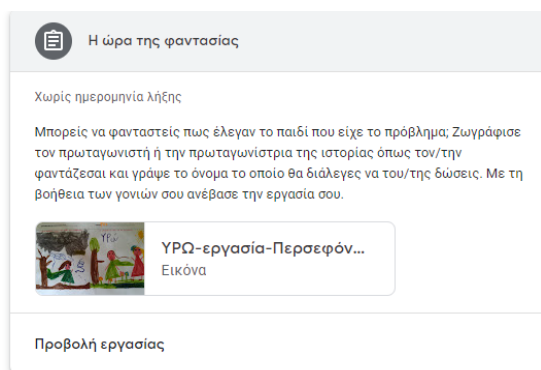 Η ώρα της φαντασίας
Χωρίς ημερομηνία λήξης
Μπορείς να φανταστείς πως έλεγαν το παιδί που είχε το πρόβλημα; Ζωγράφισε
τον πρωταγωνιστή ή την πρωταγωνίστρια της ιστορίας όπως τον/την
φαντάζεσαι και γράψε το όνομα το οποίο θα διάλεγες να του/της δώσεις. Με τη
βοήθεια των γονιών σου ανέβασε την εργασία σου.
ΥΡΩ
ΥΡΩ-εργασία-Περσεφόν...
Εικόνα
Προβολή εργασίας